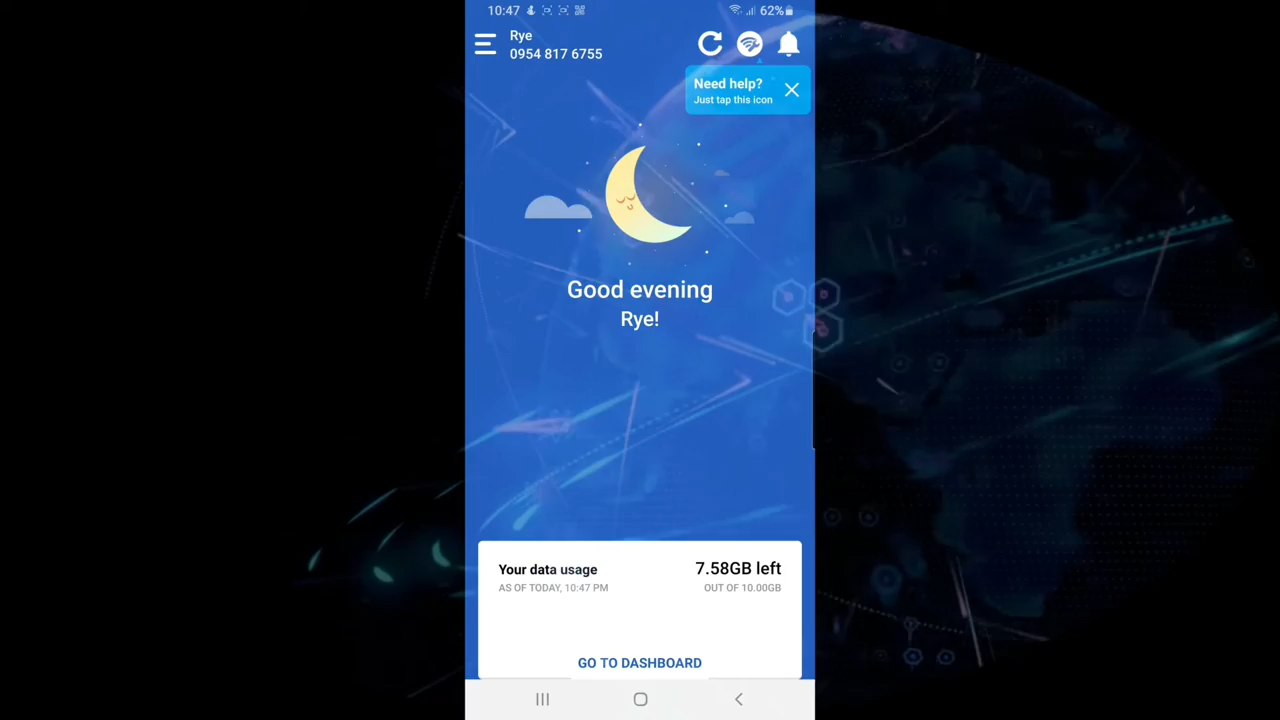 10:47
62%
Rye
0954 817 6755
Need help?
Just tap this icon
Good evening
Rye!
Your data usage
7.58GB left
AS OF TODAY, 10:47 PM
OUT OF 10.00GB
GO TO DASHBOARD